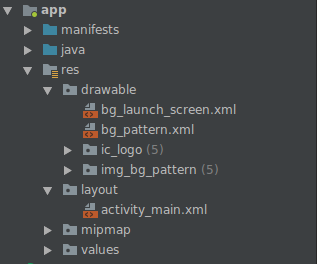 app
manifests
java
res
drawable
bg_launch_screen.xml
bg_pattern.xml
ic_logo (5)
img_bg_pattern (5)
layout
activity_main.xml
mipmap
values